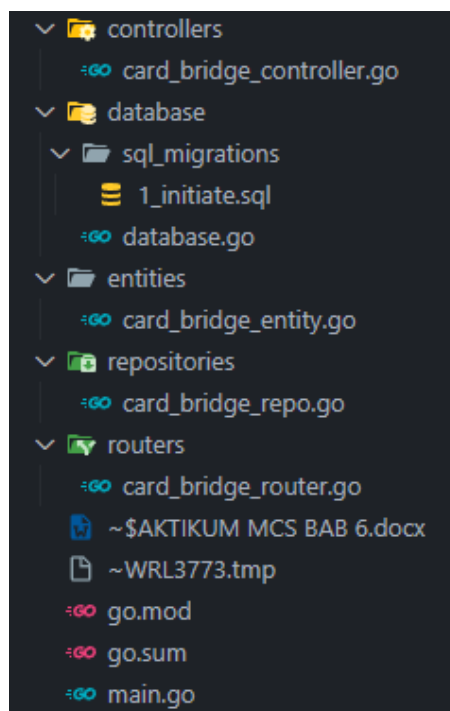 controllers
card_bridge_controller.go
database
sql_migrations
1_initiate.sql
database.go
entities
card_bridge_entity.go
repositories
card_bridge_repo.go
routers
card_bridge_router.go
~$AKTIKUM MCS BAB 6.docx
~WRL3773.tmp
go.mod
go.sum
main.go